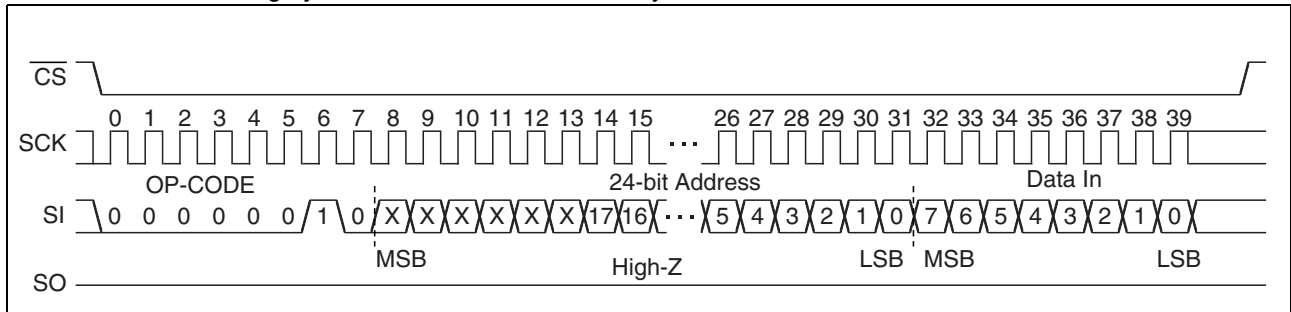 CS
0 1 2 3 4 5 6 7 8 9 10 11 12 13 14 15 26 27 28 29 30 31 32 33 34 35 36 37 38 39
SCK ···
OP-CODE 24-bit Address Data In
SI 0 0 0 0 0 0 1 0 X X X X X X 17 16 ··· 5 4 3 2 1 0 7 6 5 4 3 2 1 0
MSB High-Z LSB MSB LSB
SO